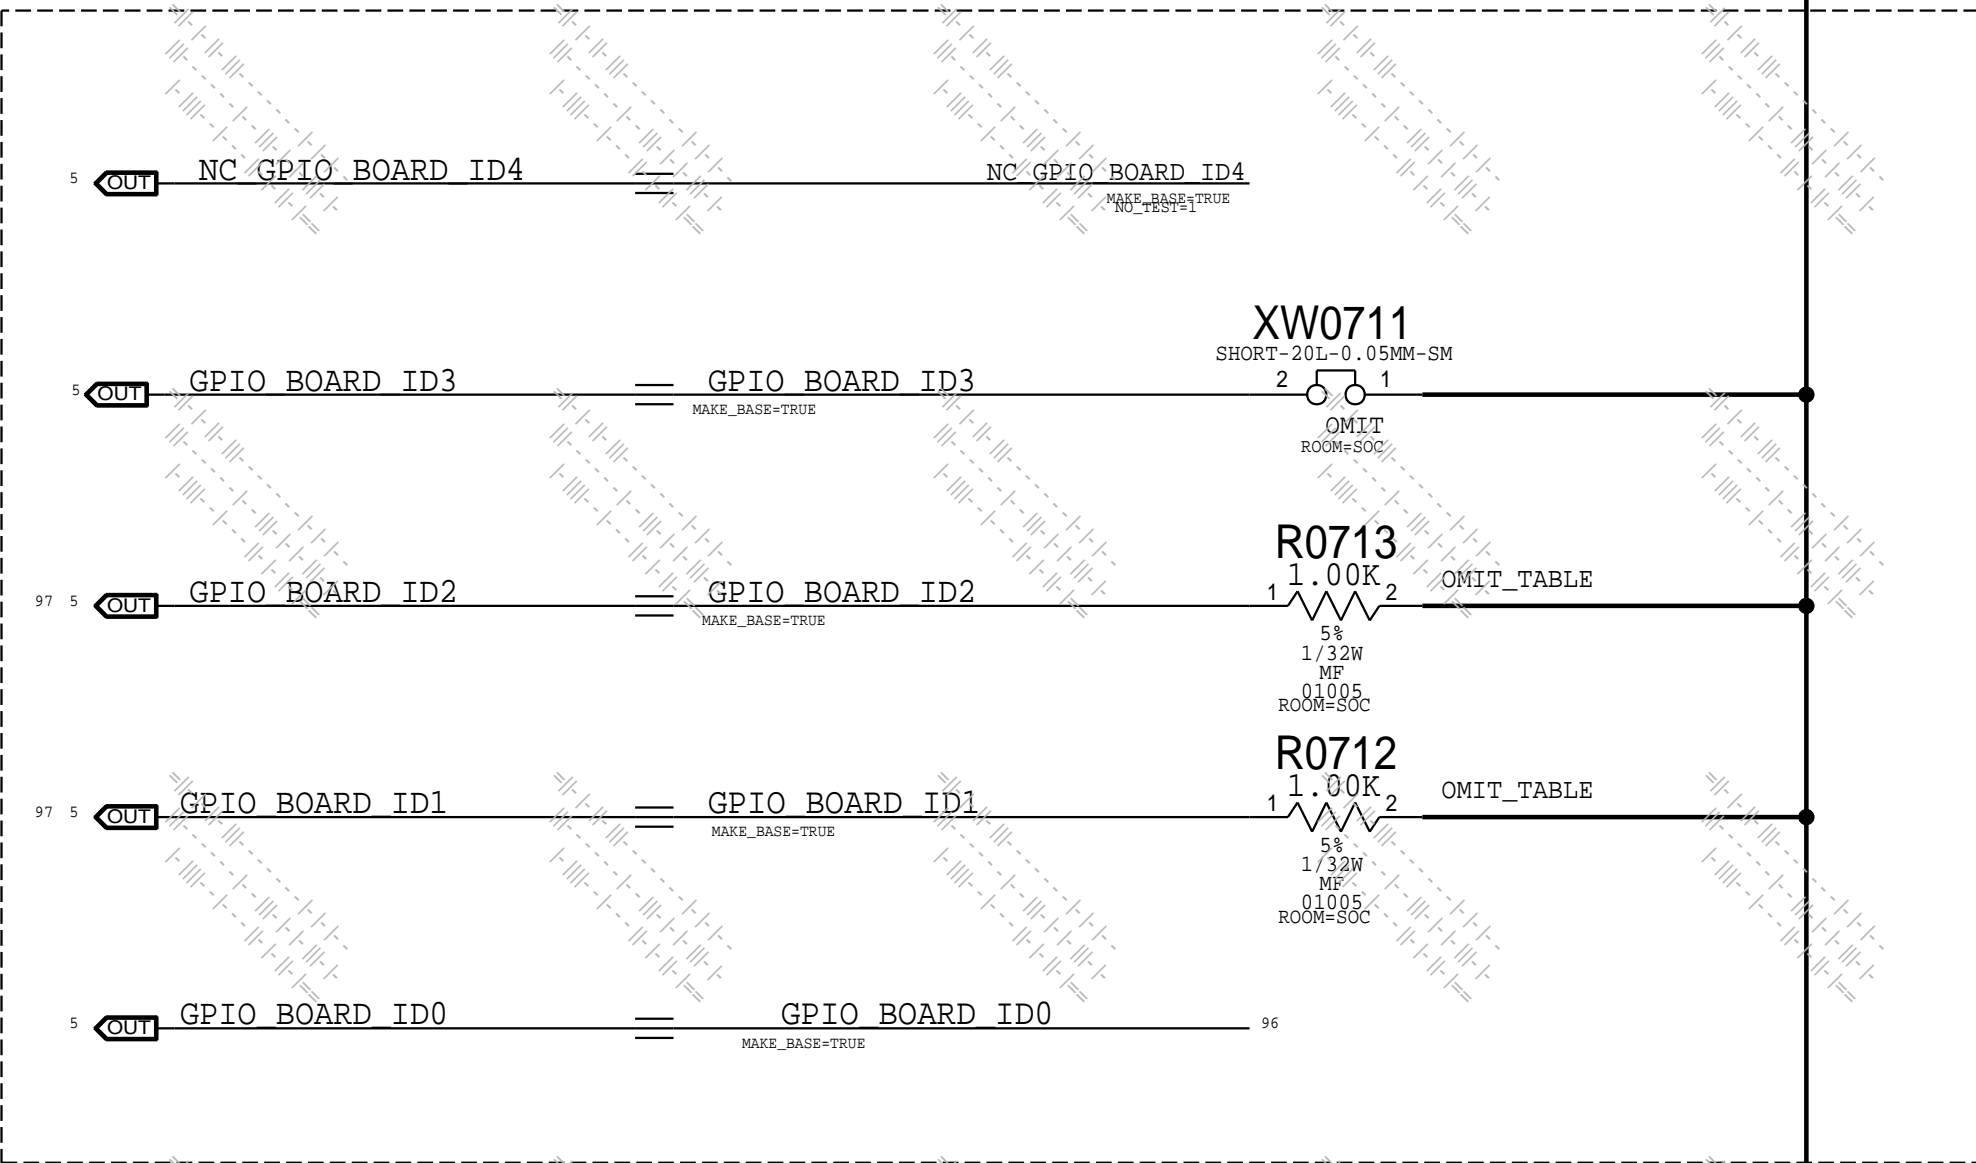 5 OUT NC_GPIO_BOARD_ID4 NC_GPIO_BOARD_ID4
MAKE_BASE=TRUE
NO_TEST=1
XW0711
SHORT-20L-0.05MM-SM
5 OUT GPIO_BOARD_ID3 GPIO_BOARD_ID3 2 1
MAKE_BASE=TRUE
OMIT
ROOM=SOC
R0713
1.00K
97 5 OUT GPIO_BOARD_ID2 GPIO_BOARD_ID2 1 2 OMIT_TABLE
MAKE_BASE=TRUE
5%
1/32W
MF
01005
ROOM=SOC
R0712
1.00K
97 5 OUT GPIO_BOARD_ID1 GPIO_BOARD_ID1 1 2 OMIT_TABLE
MAKE_BASE=TRUE
5%
1/32W
MF
01005
ROOM=SOC
5 OUT GPIO_BOARD_ID0 GPIO_BOARD_ID0 96
MAKE_BASE=TRUE